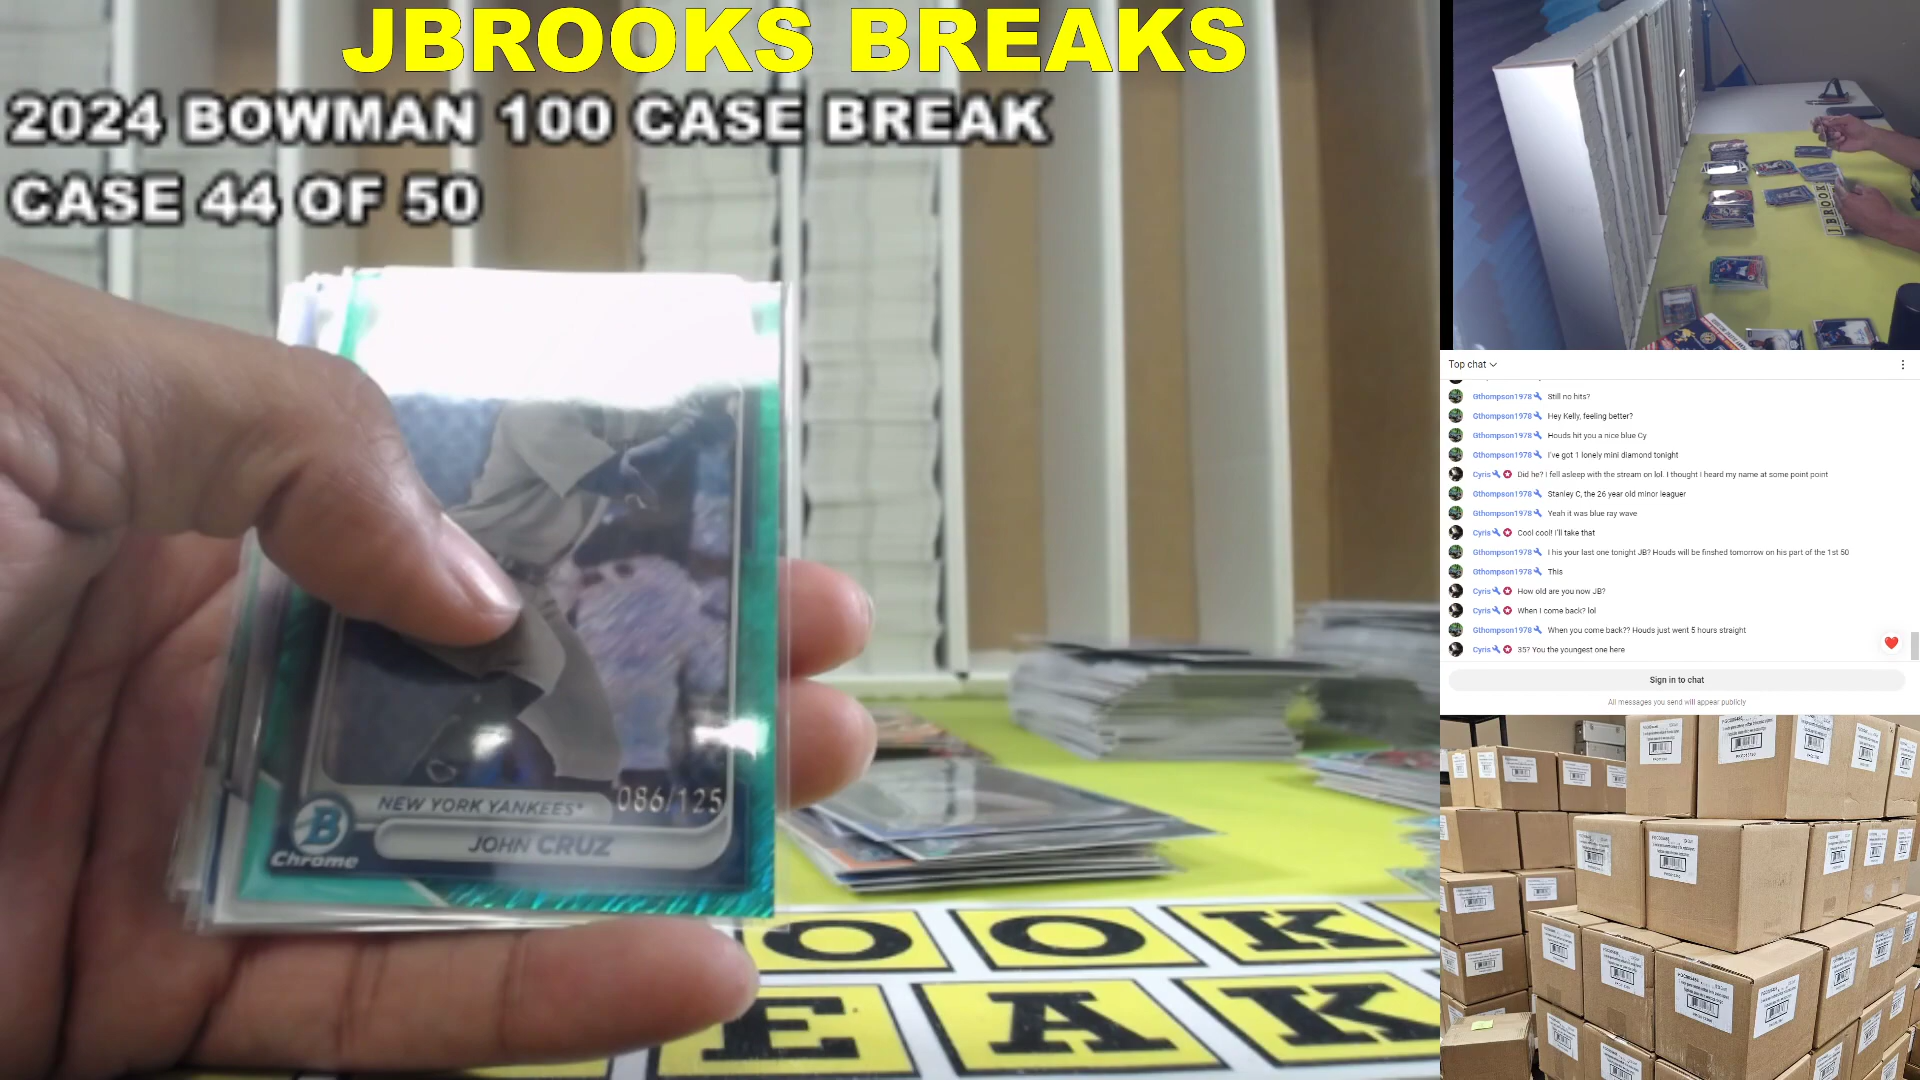 JBROOKS BREAKS
2024 BOWMAN 100 CASE BREAK
CASE 44 OF 50
NEW YORK YANKEES*
086/125
JOHN CRUZ
B
Chrome
O O K
E A K
JBROOK
Top chat
Gthompson1978 Still no hits?
Gthompson1978 Hey Kelly, feeling better?
Gthompson1978 Houds hit you a nice blue Cy
Gthompson1978 I've got 1 lonely mini diamond tonight
Cyris Did he? I fell asleep with the stream on lol. I thought I heard my name at some point point
Gthompson1978 Stanley C, the 26 year old minor leaguer
Gthompson1978 Yeah it was blue ray wave
Cyris Cool cool! I'll take that
Gthompson1978 I his your last one tonight JB? Houds will be finshed tomorrow on his part of the 1st 50
Gthompson1978 This
Cyris How old are you now JB?
Cyris When I come back? lol
Gthompson1978 When you come back?? Houds just went 5 hours straight
Cyris 35? You the youngest one here
Sign in to chat
All messages you send will appear publicly